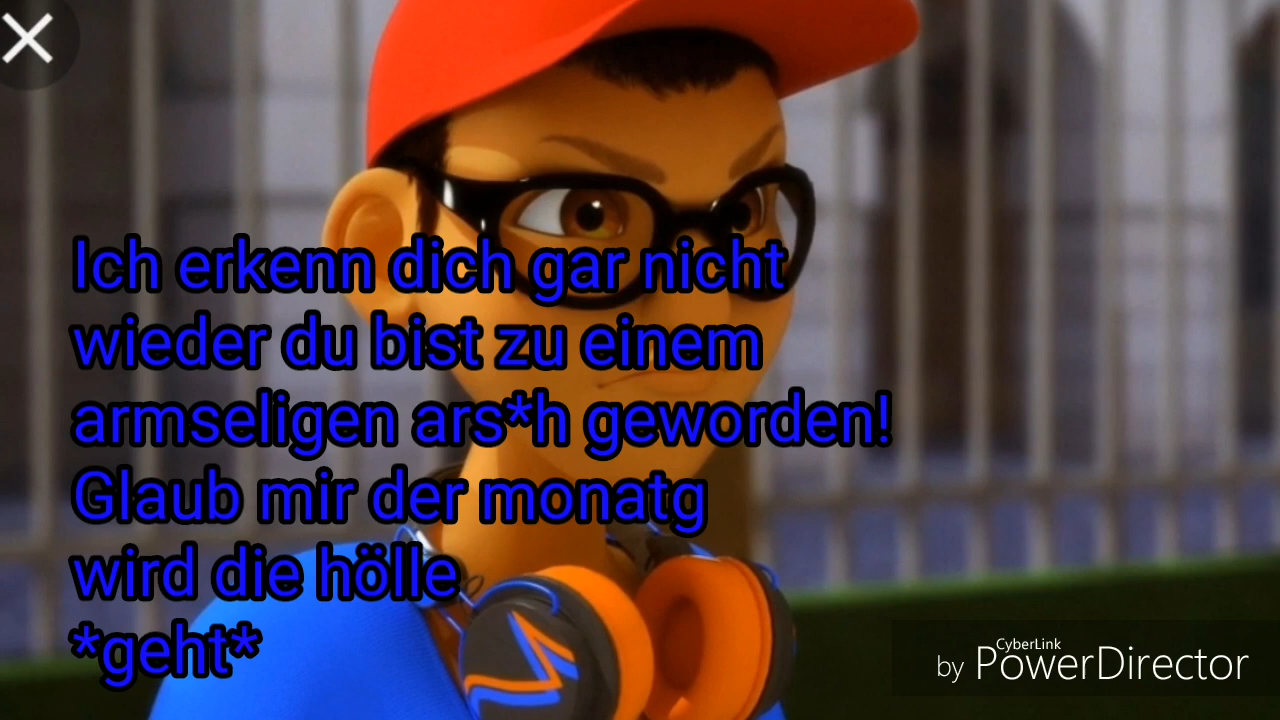 Ich erkenn dich gar nicht
wieder du bist zu einem
armseligen ars*h geworden!
Glaub mir der monatg
wird die hölle
*geht*
CyberLink
by PowerDirector